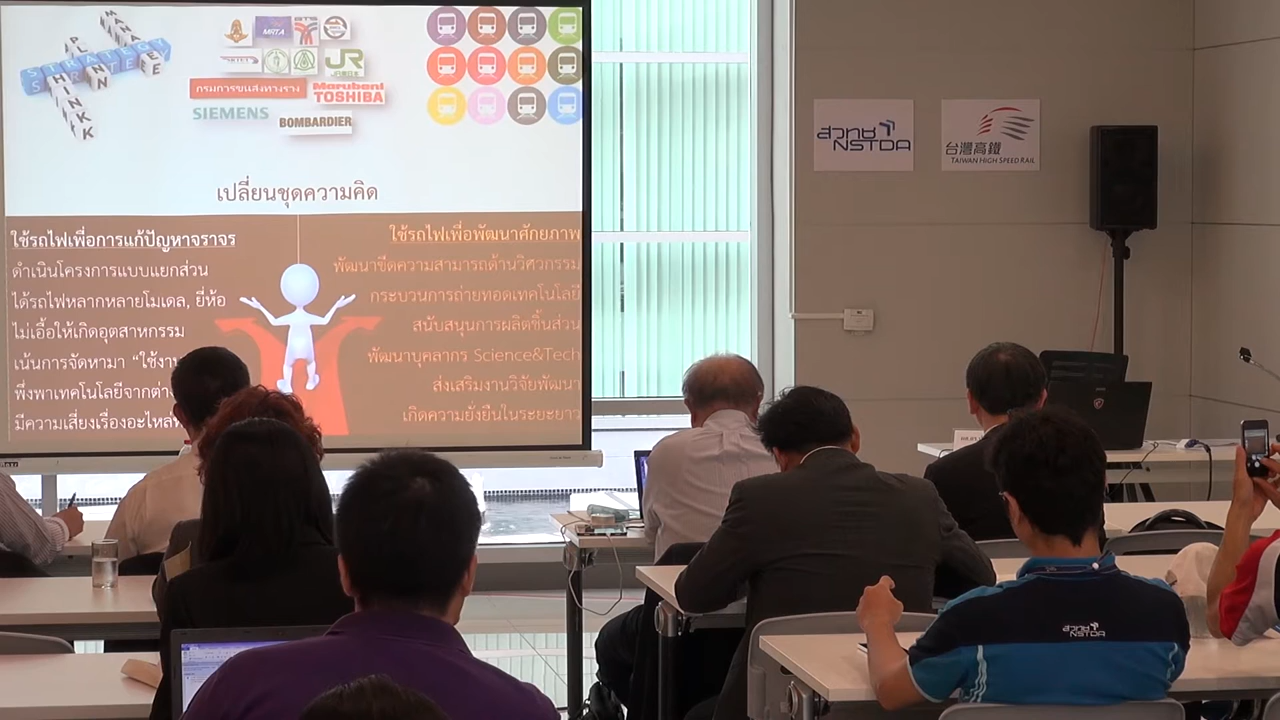 STRATEGY
THINK
PLAN
MRTA
BTS
JR
JR東日本
กรมการขนส่งทางราง
Marubeni
TOSHIBA
SIEMENS
BOMBARDIER
เปลี่ยนชุดความคิด
ใช้รถไฟเพื่อการแก้ปัญหาจราจร
ดำเนินโครงการแบบแยกส่วน
ได้รถไฟหลากหลายโมเดล, ยี่ห้อ
ไม่เอื้อให้เกิดอุตสาหกรรม
เน้นการจัดหามา “ใช้งาน
พึ่งพาเทคโนโลยีจากต่าง
มีความเสี่ยงเรื่องอะไหล่
ใช้รถไฟเพื่อพัฒนาศักยภาพ
พัฒนาขีดความสามารถด้านวิศวกรรม
กระบวนการถ่ายทอดเทคโนโลยี
สนับสนุนการผลิตชิ้นส่วน
พัฒนาบุคลากร Science&Tech
ส่งเสริมงานวิจัยพัฒนา
เกิดความยั่งยืนในระยะยาว
สวทช
NSTDA
台灣高鐵
TAIWAN HIGH SPEED RAIL
สวทช
NSTDA